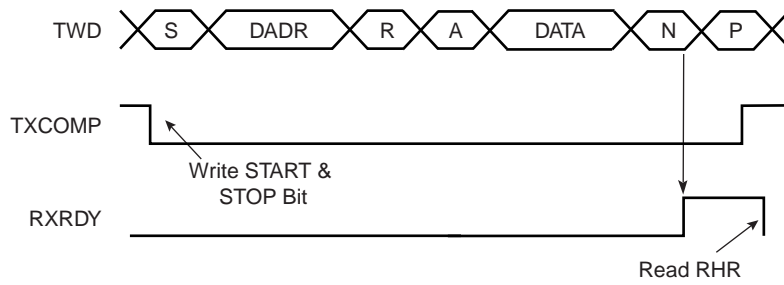 TWD S DADR R A DATA N P
TXCOMP
Write START &
STOP Bit
RXRDY
Read RHR